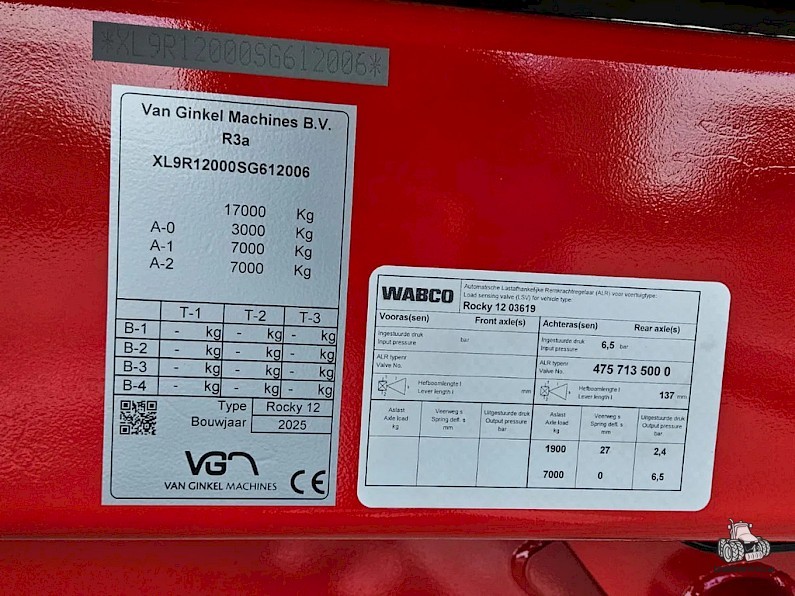 *XL9R12000SG612006*
Van Ginkel Machines B.V.
R3a
XL9R12000SG612006
17000 Kg
A-0 3000 Kg
A-1 7000 Kg
A-2 7000 Kg
T-1 T-2 T-3
B-1 - kg - kg - kg
B-2 - kg - kg - kg
B-3 - kg - kg - kg
B-4 - kg - kg - kg
Type Rocky 12
Bouwjaar 2025
VGM
VAN GINKEL MACHINES CE
WABCO
Automatische Lastafhankelijke Remkrachtregelaar (ALR) voor voertuigtype:
Load sensing valve (LSV) for vehicle type:
Rocky 12 03619
Vooras(sen) Front axle(s) Achteras(sen) Rear axle(s)
Ingestuurde druk
Input pressure bar
Ingestuurde druk
Input pressure 6,5 bar
ALR typenr
Valve No.
ALR typenr
Valve No. 475 713 500 0
Hefboomlengte l
Lever length l mm
Hefboomlengte l
Lever length l 137 mm
Aslast
Axle load
kg
Veerweg s
Spring defl. s
mm
Uitgestuurde druk
Output pressure
bar
Aslast
Axle load
kg
Veerweg s
Spring defl. s
mm
Uitgestuurde druk
Output pressure
bar
1900 27 2,4
7000 0 6,5